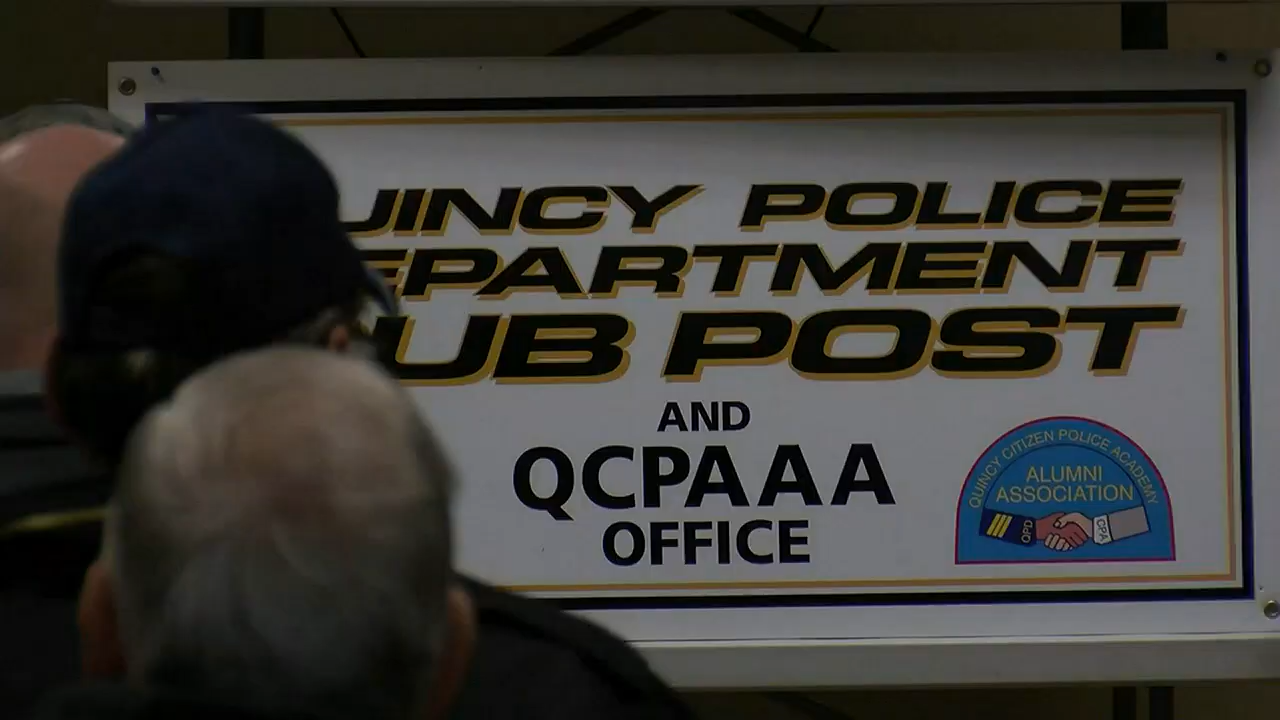 UINCY POLICE
EPARTMENT
UB POST
AND
QCPAAA
OFFICE
QUINCY CITIZEN POLICE ACADEMY
ALUMNI
ASSOCIATION
QPD
CPA